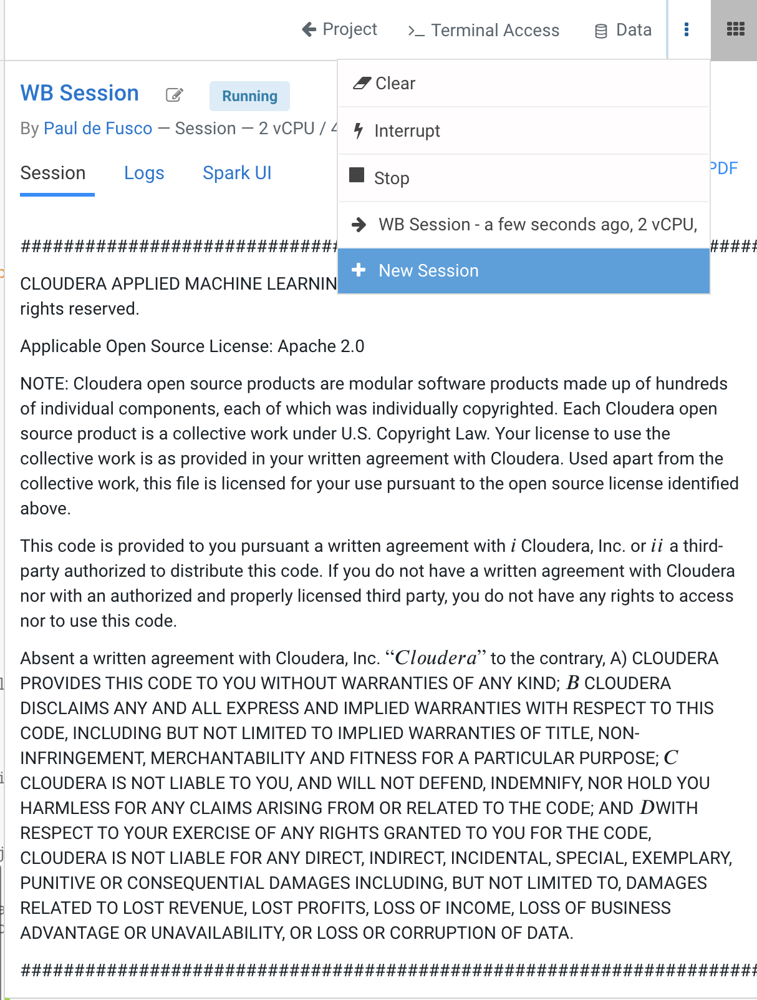 Project >_ Terminal Access Data
Clear
WB Session Running
Interrupt
By Paul de Fusco — Session — 2 vCPU / 4
Session Logs Spark UI PDF
Stop
WB Session - a few seconds ago, 2 vCPU,
##############################
New Session
CLOUDERA APPLIED MACHINE LEARNIN
rights reserved.
Applicable Open Source License: Apache 2.0
NOTE: Cloudera open source products are modular software products made up of hundreds
of individual components, each of which was individually copyrighted. Each Cloudera open
source product is a collective work under U.S. Copyright Law. Your license to use the
collective work is as provided in your written agreement with Cloudera. Used apart from the
collective work, this file is licensed for your use pursuant to the open source license identified
above.
This code is provided to you pursuant a written agreement with i Cloudera, Inc. or ii a third-
party authorized to distribute this code. If you do not have a written agreement with Cloudera
nor with an authorized and properly licensed third party, you do not have any rights to access
nor to use this code.
Absent a written agreement with Cloudera, Inc. “Cloudera” to the contrary, A) CLOUDERA
PROVIDES THIS CODE TO YOU WITHOUT WARRANTIES OF ANY KIND; B CLOUDERA
DISCLAIMS ANY AND ALL EXPRESS AND IMPLIED WARRANTIES WITH RESPECT TO THIS
CODE, INCLUDING BUT NOT LIMITED TO IMPLIED WARRANTIES OF TITLE, NON-
INFRINGEMENT, MERCHANTABILITY AND FITNESS FOR A PARTICULAR PURPOSE; C
CLOUDERA IS NOT LIABLE TO YOU, AND WILL NOT DEFEND, INDEMNIFY, NOR HOLD YOU
HARMLESS FOR ANY CLAIMS ARISING FROM OR RELATED TO THE CODE; AND DWITH
RESPECT TO YOUR EXERCISE OF ANY RIGHTS GRANTED TO YOU FOR THE CODE,
CLOUDERA IS NOT LIABLE FOR ANY DIRECT, INDIRECT, INCIDENTAL, SPECIAL, EXEMPLARY,
PUNITIVE OR CONSEQUENTIAL DAMAGES INCLUDING, BUT NOT LIMITED TO, DAMAGES
RELATED TO LOST REVENUE, LOST PROFITS, LOSS OF INCOME, LOSS OF BUSINESS
ADVANTAGE OR UNAVAILABILITY, OR LOSS OR CORRUPTION OF DATA.
######################################################################